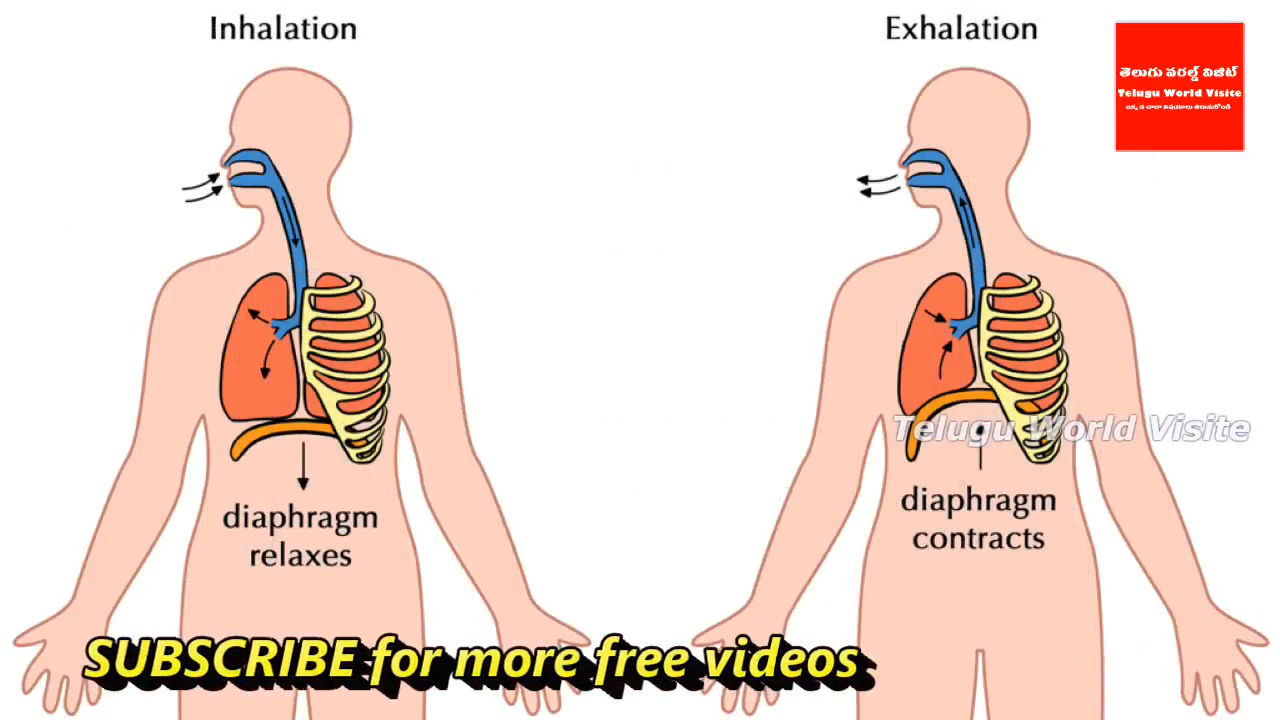 Inhalation
Exhalation
తెలుగు వరల్డ్ విజిట్
Telugu World Visite
Telugu World Visite
diaphragm
relaxes
diaphragm
contracts
SUBSCRIBE for more free videos